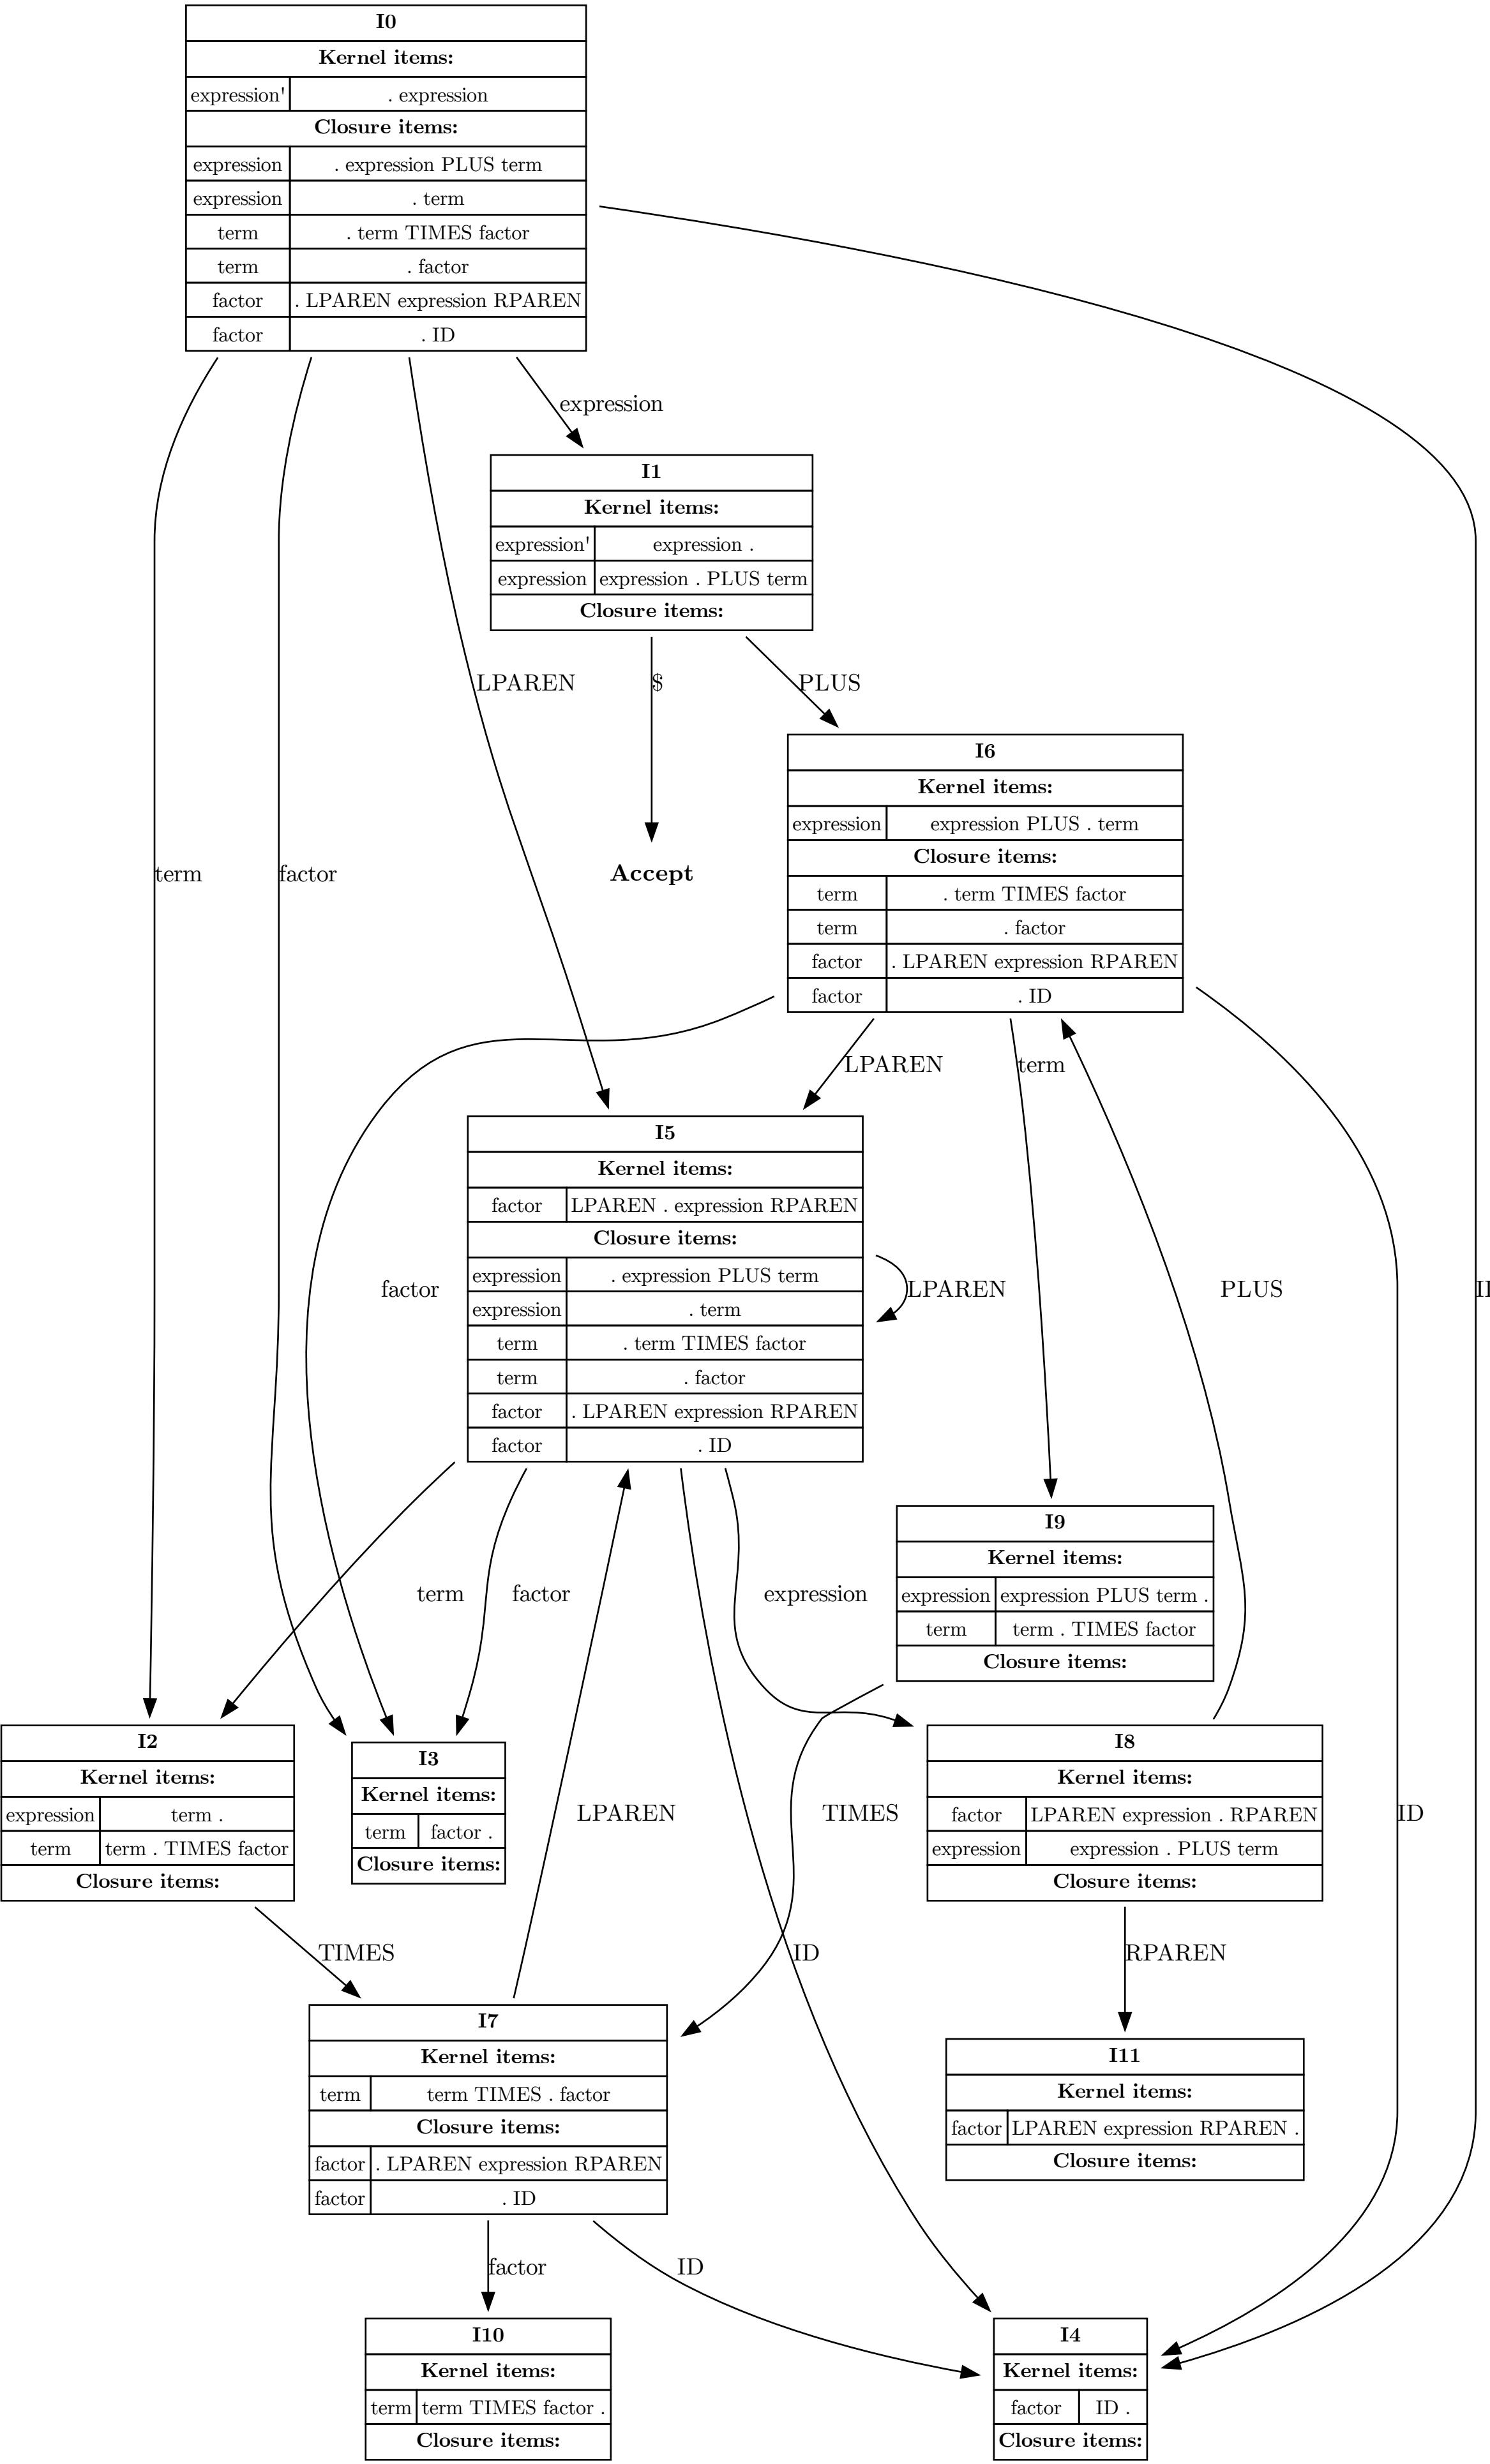 I0
Kernel items:
expression' . expression
Closure items:
expression . expression PLUS term
expression . term
term . term TIMES factor
term . factor
factor . LPAREN expression RPAREN
factor . ID
expression
I1
Kernel items:
expression' expression .
expression expression . PLUS term
Closure items:
LPAREN $ PLUS
I6
Kernel items:
expression expression PLUS . term
Closure items:
term factor Accept
term . term TIMES factor
term . factor
factor . LPAREN expression RPAREN
factor . ID
LPAREN term
I5
Kernel items:
factor LPAREN . expression RPAREN
Closure items:
expression . expression PLUS term
factor LPAREN PLUS
expression . term
term . term TIMES factor
term . factor
factor . LPAREN expression RPAREN
factor . ID
I9
Kernel items:
expression expression PLUS term .
term factor expression
term term . TIMES factor
Closure items:
I2
Kernel items:
expression term .
term term . TIMES factor
Closure items:
I3
Kernel items:
term factor .
Closure items:
LPAREN TIMES
I8
Kernel items:
factor LPAREN expression . RPAREN
expression expression . PLUS term
Closure items:
ID
TIMES ID RPAREN
I7
Kernel items:
term term TIMES . factor
Closure items:
factor . LPAREN expression RPAREN
factor . ID
I11
Kernel items:
factor LPAREN expression RPAREN .
Closure items:
factor ID
I10
Kernel items:
term term TIMES factor .
Closure items:
I4
Kernel items:
factor ID .
Closure items: